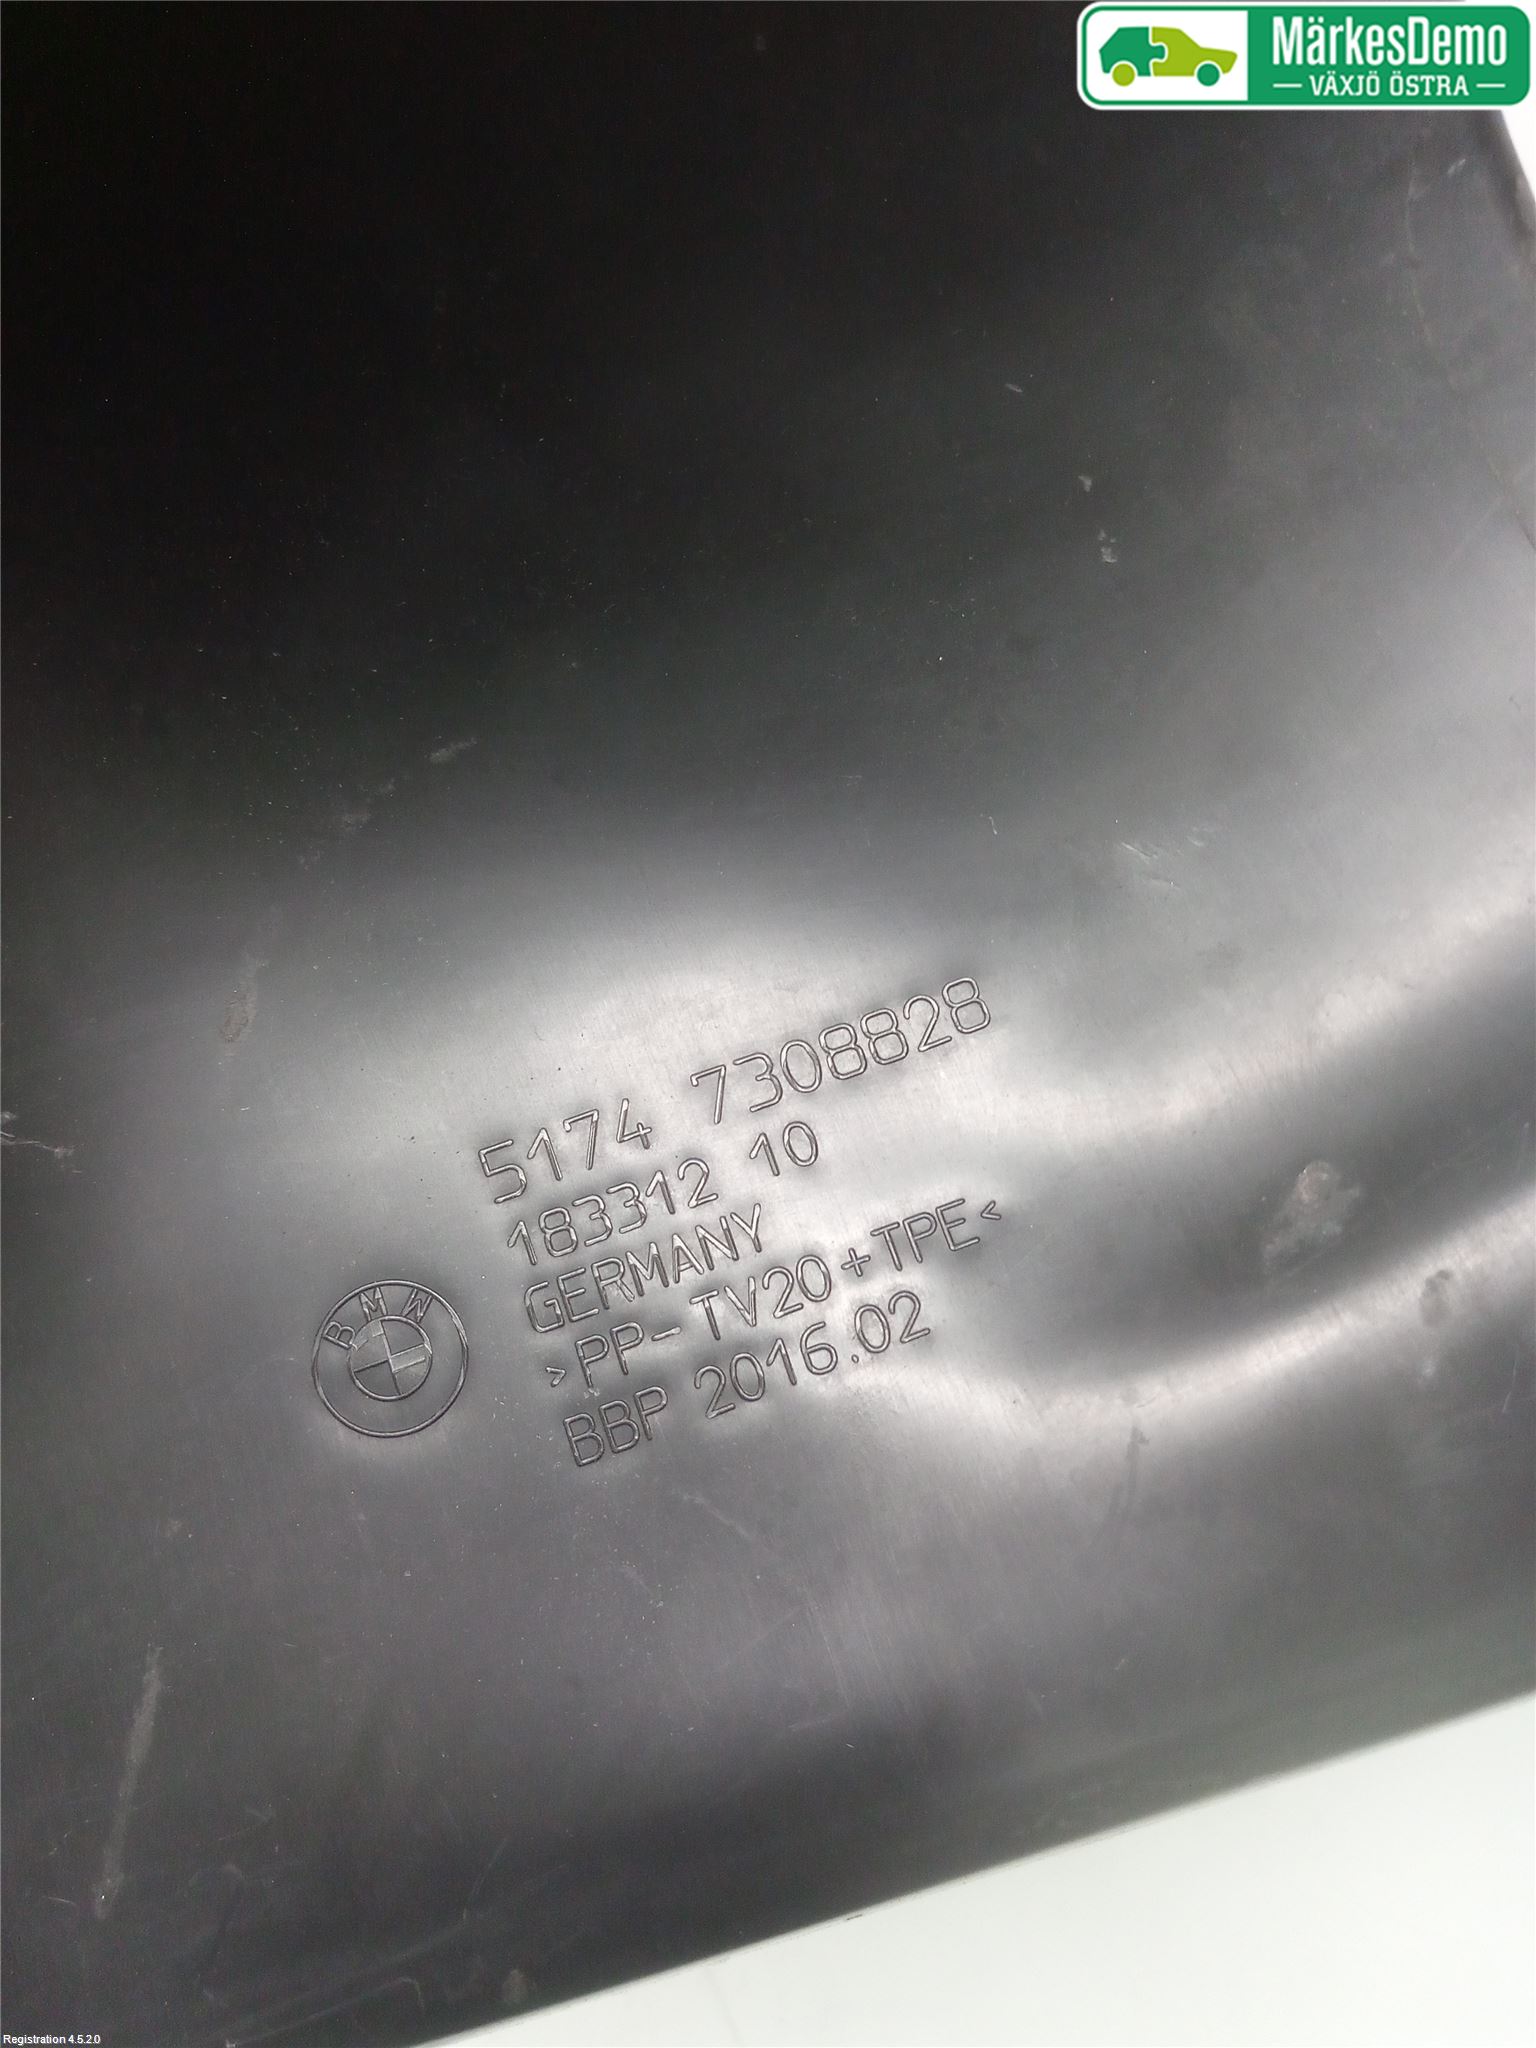 MärkesDemo
VÄXJÖ ÖSTRA
5174 7308828
183312 10
GERMANY
>PP-TV20+TPE<
BBP 2016.02
BMW
Registration 4.5.2.0